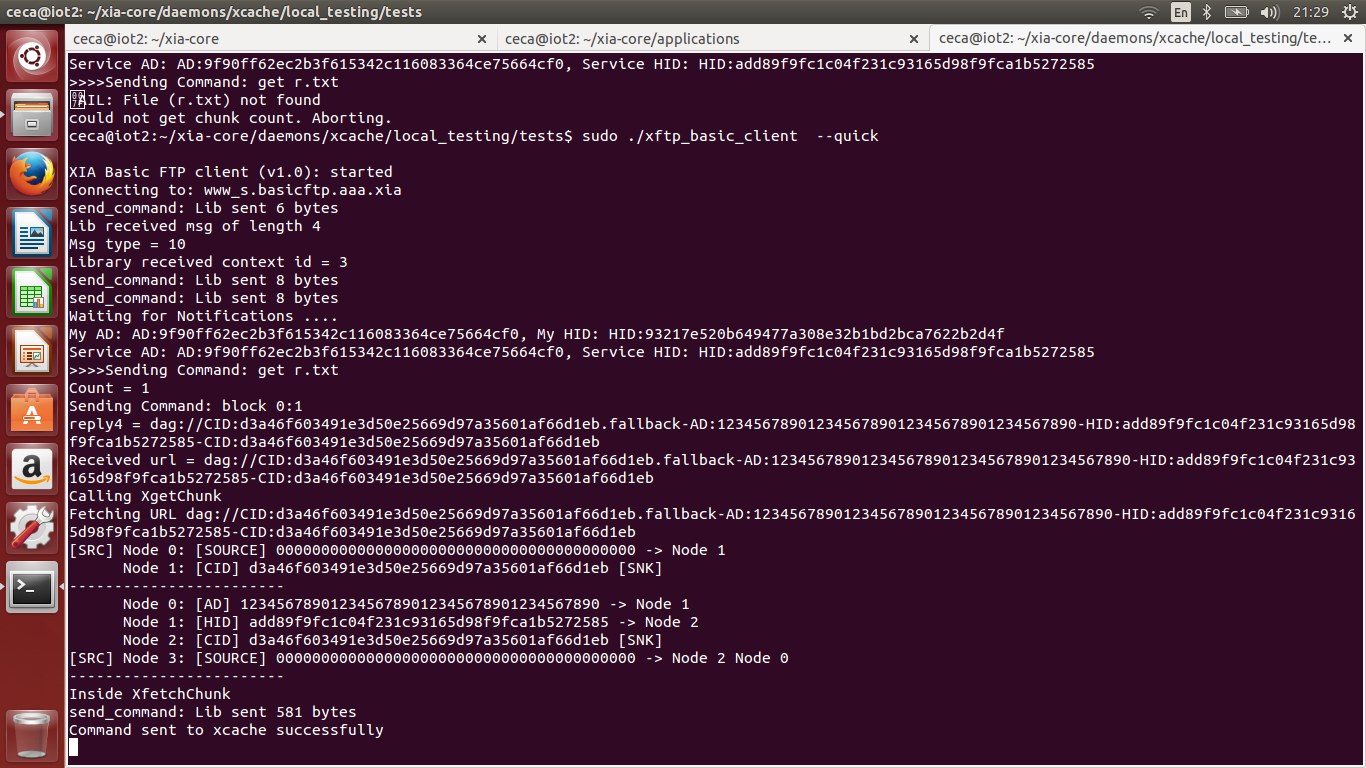 ceca@iot2: ~/xia-core/daemons/xcache/local_testing/tests
En
21:29
ceca@iot2: ~/xia-core
ceca@iot2: ~/xia-core/applications
ceca@iot2: ~/xia-core/daemons/xcache/local_testing/te...
Service AD: AD:9f90ff62ec2b3f615342c116083364ce75664cf0, Service HID: HID:add89f9fc1c04f231c93165d98f9fca1b5272585
>>>>Sending Command: get r.txt
AIL: File (r.txt) not found
could not get chunk count. Aborting.
ceca@iot2:~/xia-core/daemons/xcache/local_testing/tests$ sudo ./xftp_basic_client  --quick
XIA Basic FTP client (v1.0): started
Connecting to: www_s.basicftp.aaa.xia
send_command: Lib sent 6 bytes
Lib received msg of length 4
Msg type = 10
Library received context id = 3
send_command: Lib sent 8 bytes
send_command: Lib sent 8 bytes
Waiting for Notifications ....
My AD: AD:9f90ff62ec2b3f615342c116083364ce75664cf0, My HID: HID:93217e520b649477a308e32b1bd2bca7622b2d4f
Service AD: AD:9f90ff62ec2b3f615342c116083364ce75664cf0, Service HID: HID:add89f9fc1c04f231c93165d98f9fca1b5272585
>>>>Sending Command: get r.txt
Count = 1
Sending Command: block 0:1
reply4 = dag://CID:d3a46f603491e3d50e25669d97a35601af66d1eb.fallback-AD:1234567890123456789012345678901234567890-HID:add89f9fc1c04f231c93165d98
f9fca1b5272585-CID:d3a46f603491e3d50e25669d97a35601af66d1eb
Received url = dag://CID:d3a46f603491e3d50e25669d97a35601af66d1eb.fallback-AD:1234567890123456789012345678901234567890-HID:add89f9fc1c04f231c93
165d98f9fca1b5272585-CID:d3a46f603491e3d50e25669d97a35601af66d1eb
Calling XgetChunk
Fetching URL dag://CID:d3a46f603491e3d50e25669d97a35601af66d1eb.fallback-AD:1234567890123456789012345678901234567890-HID:add89f9fc1c04f231c9316
5d98f9fca1b5272585-CID:d3a46f603491e3d50e25669d97a35601af66d1eb
[SRC] Node 0: [SOURCE] 0000000000000000000000000000000000000000 -> Node 1
Node 1: [CID] d3a46f603491e3d50e25669d97a35601af66d1eb [SNK]
------------------------
Node 0: [AD] 1234567890123456789012345678901234567890 -> Node 1
Node 1: [HID] add89f9fc1c04f231c93165d98f9fca1b5272585 -> Node 2
Node 2: [CID] d3a46f603491e3d50e25669d97a35601af66d1eb [SNK]
[SRC] Node 3: [SOURCE] 0000000000000000000000000000000000000000 -> Node 2 Node 0
------------------------
Inside XfetchChunk
send_command: Lib sent 581 bytes
Command sent to xcache successfully